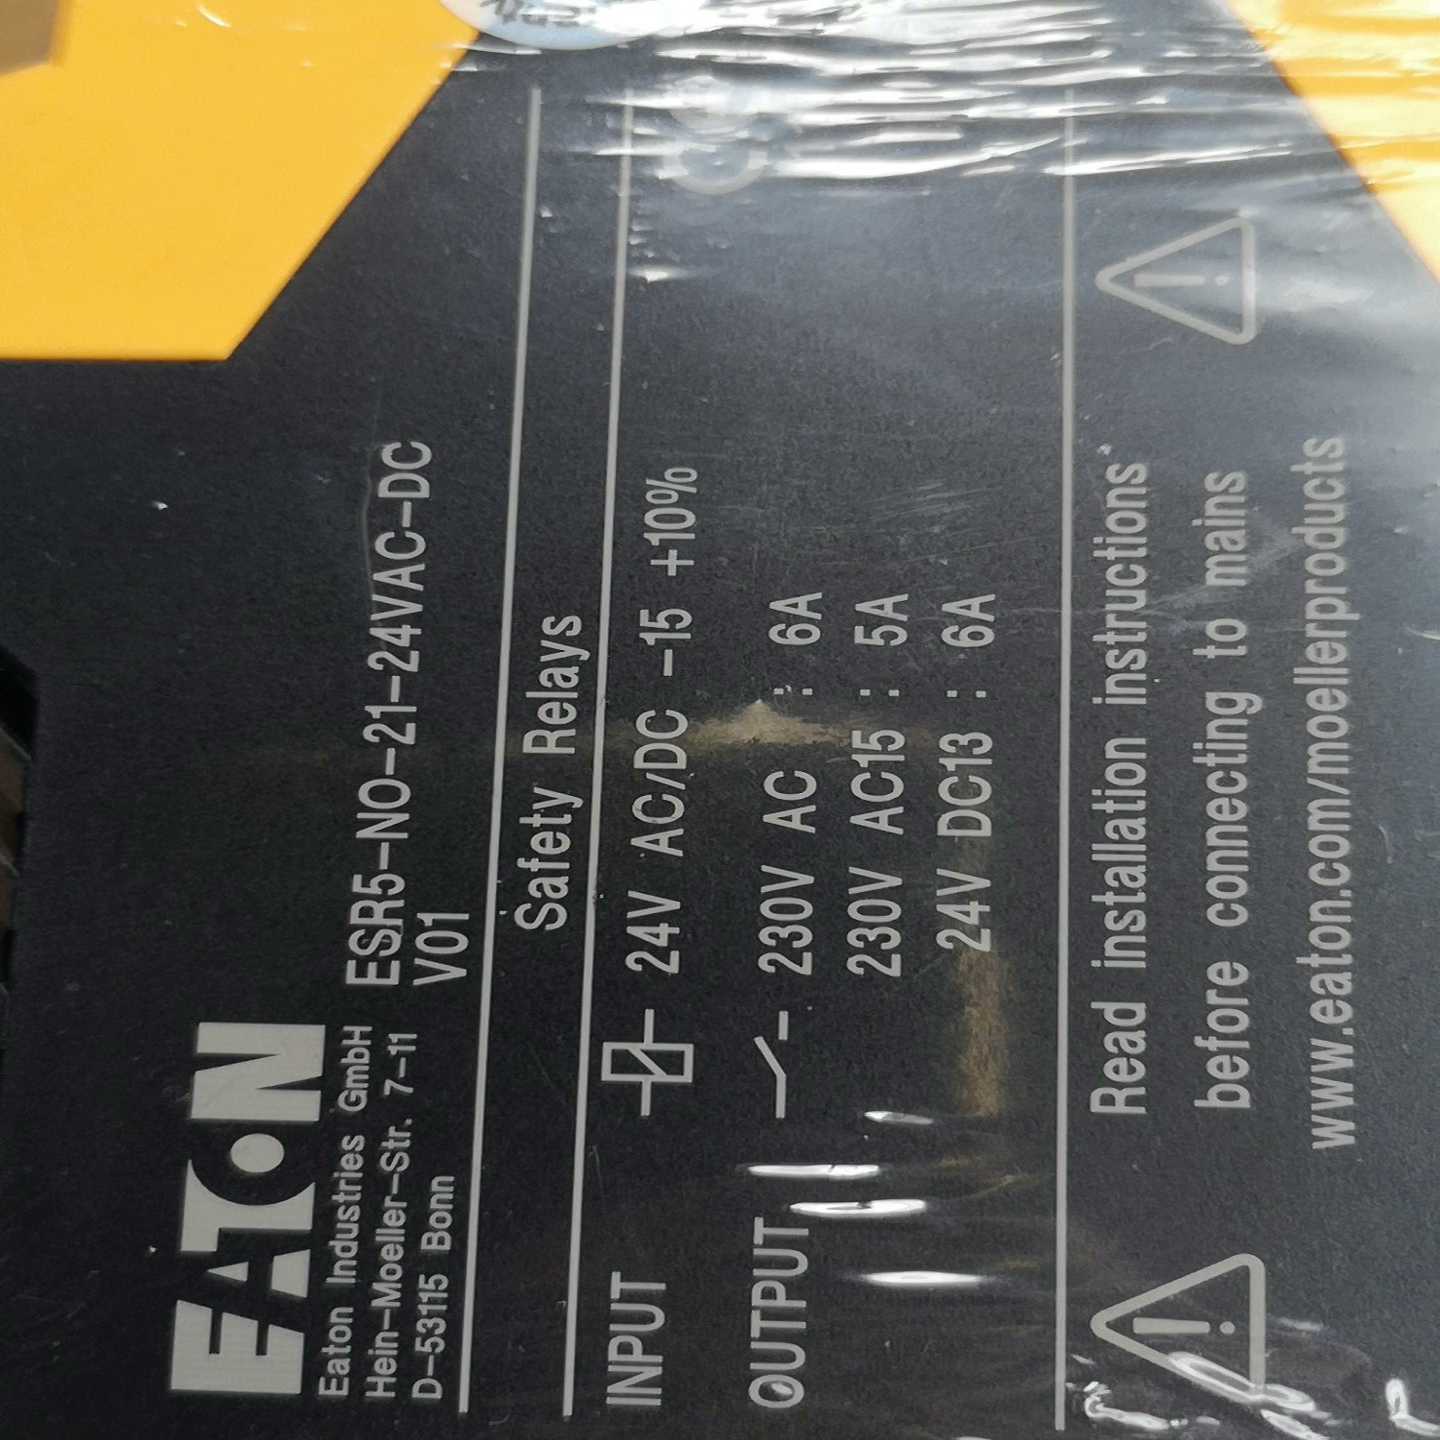 EATON
Eaton Industries GmbH
Hein-Moeller-Str. 7-11
D-53115 Bonn
ESR5-NO-21-24VAC-DC
V01
Safety Relays
INPUT 24V AC/DC -15 +10%
OUTPUT 230V AC : 6A
230V AC15 : 5A
24V DC13 : 6A
Read installation instructions
before connecting to mains
www.eaton.com/moellerproducts